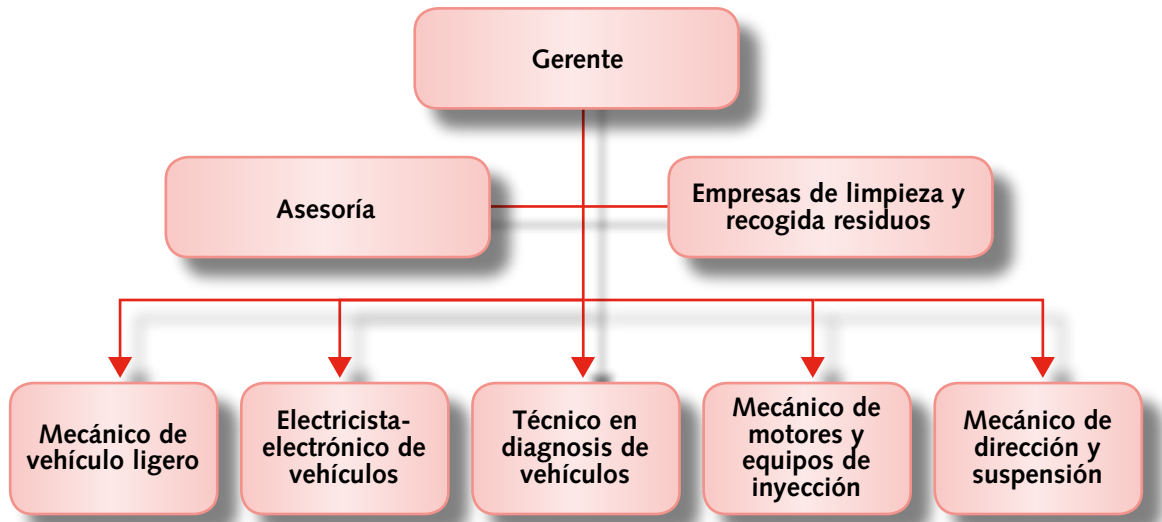 Gerente
Asesoría
Empresas de limpieza y
recogida residuos
Mecánico de
vehículo ligero
Electricista-
electrónico de
vehículos
Técnico en
diagnosis de
vehículos
Mecánico de
motores y
equipos de
inyección
Mecánico de
dirección y
suspensión